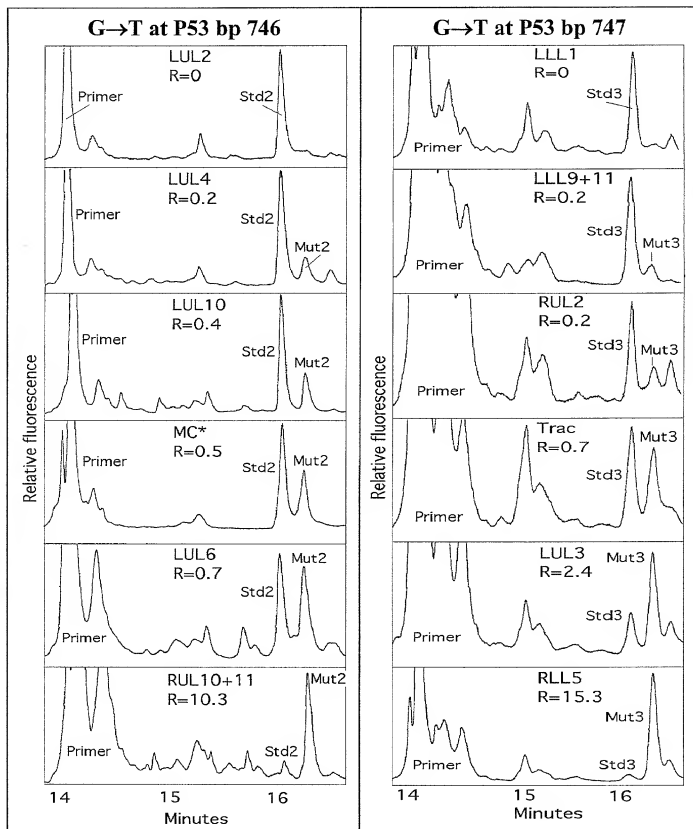 G→T at P53 bp 746
LUL2
R=0
Primer
Std2
LUL4
R=0.2
Primer
Std2
Mut2
LUL10
R=0.4
Primer
Std2
Mut2
MC*
R=0.5
Primer
Std2
Mut2
LUL6
R=0.7
Primer
Std2
Mut2
RUL10+11
R=10.3
Primer
Std2
Mut2
Relative fluorescence
14 15 16
Minutes
G→T at P53 bp 747
LLL1
R=0
Primer
Std3
LLL9+11
R=0.2
Primer
Std3
Mut3
RUL2
R=0.2
Primer
Std3
Mut3
Trac
R=0.7
Primer
Std3
Mut3
LUL3
R=2.4
Primer
Std3
Mut3
RLL5
R=15.3
Primer
Std3
Mut3
Relative fluorescence
14 15 16
Minutes